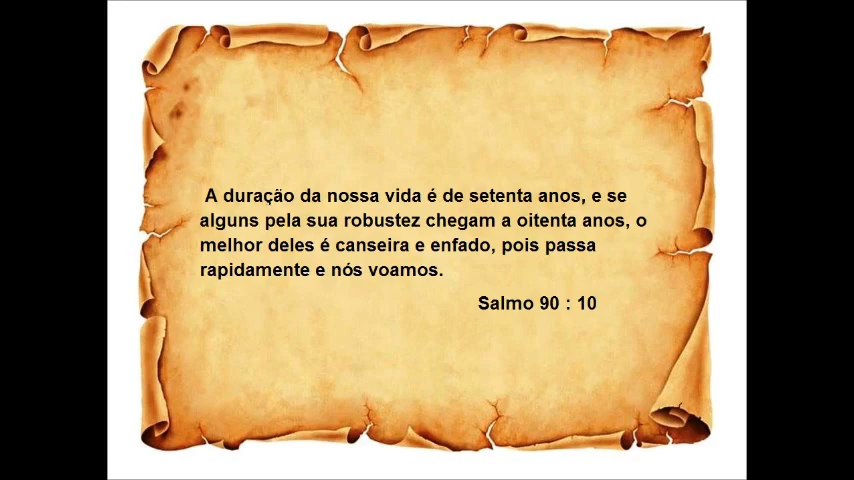 A duração da nossa vida é de setenta anos, e se
alguns pela sua robustez chegam a oitenta anos, o
melhor deles é canseira e enfado, pois passa
rapidamente e nós voamos.
Salmo 90 : 10